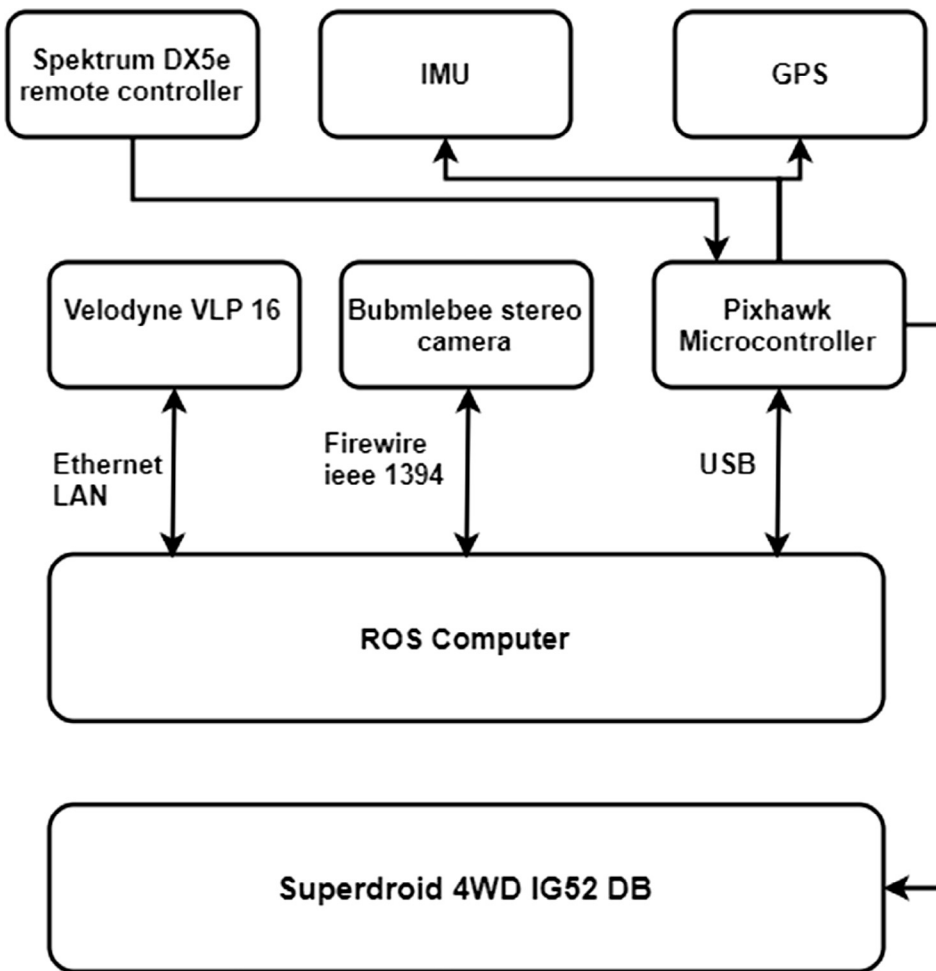 Spektrum DX5e
remote controller
IMU
GPS
Velodyne VLP 16
Bubmlebee stereo
camera
Pixhawk
Microcontroller
Ethernet
LAN
Firewire
ieee 1394
USB
ROS Computer
Superdroid 4WD IG52 DB